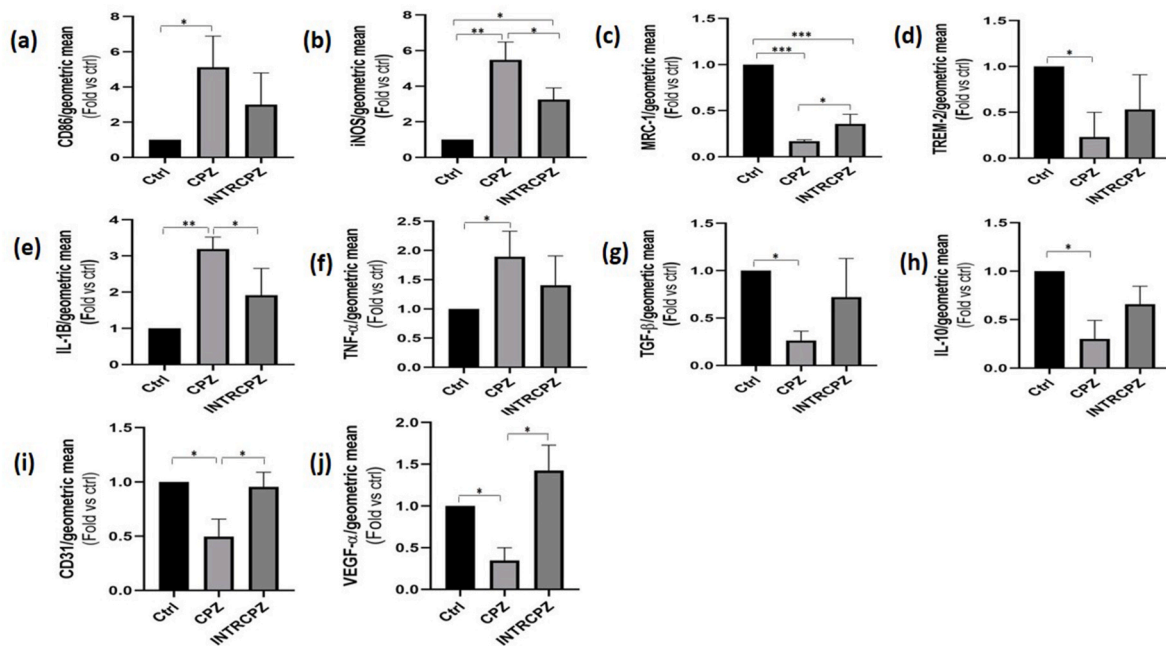 (a)
CD86/geometric mean
(Fold vs ctrl)
8
6
4
2
0
*
Ctrl
CPZ
INTRCPZ
(b)
iNOS/geometric mean
(Fold vs ctrl)
8
6
4
2
0
*
**
*
Ctrl
CPZ
INTRCPZ
(c)
MRC-1/geometric mean
(Fold vs ctrl)
1.5
1.0
0.5
0.0
***
***
*
Ctrl
CPZ
INTRCPZ
(d)
TREM-2/geometric mean
(Fold vs ctrl)
1.5
1.0
0.5
0.0
*
Ctrl
CPZ
INTRCPZ
(e)
IL-1B/geometric mean
(Fold vs ctrl)
4
3
2
1
0
**
*
Ctrl
CPZ
INTRCPZ
(f)
TNF-α/geometric mean
(Fold vs ctrl)
2.5
2.0
1.5
1.0
0.5
0.0
*
Ctrl
CPZ
INTRCPZ
(g)
TGF-β/geomertic mean
(Fold vs ctrl)
1.5
1.0
0.5
0.0
*
Ctrl
CPZ
INTRCPZ
(h)
IL-10/geometric mean
(Fold vs ctrl)
1.5
1.0
0.5
0.0
*
Ctrl
CPZ
INTRCPZ
(i)
CD31/geometric mean
(Fold vs ctrl)
1.5
1.0
0.5
0.0
*
*
Ctrl
CPZ
INTRCPZ
(j)
VEGF-α/geometric mean
(Fold vs ctrl)
2.0
1.5
1.0
0.5
0.0
*
*
Ctrl
CPZ
INTRCPZ